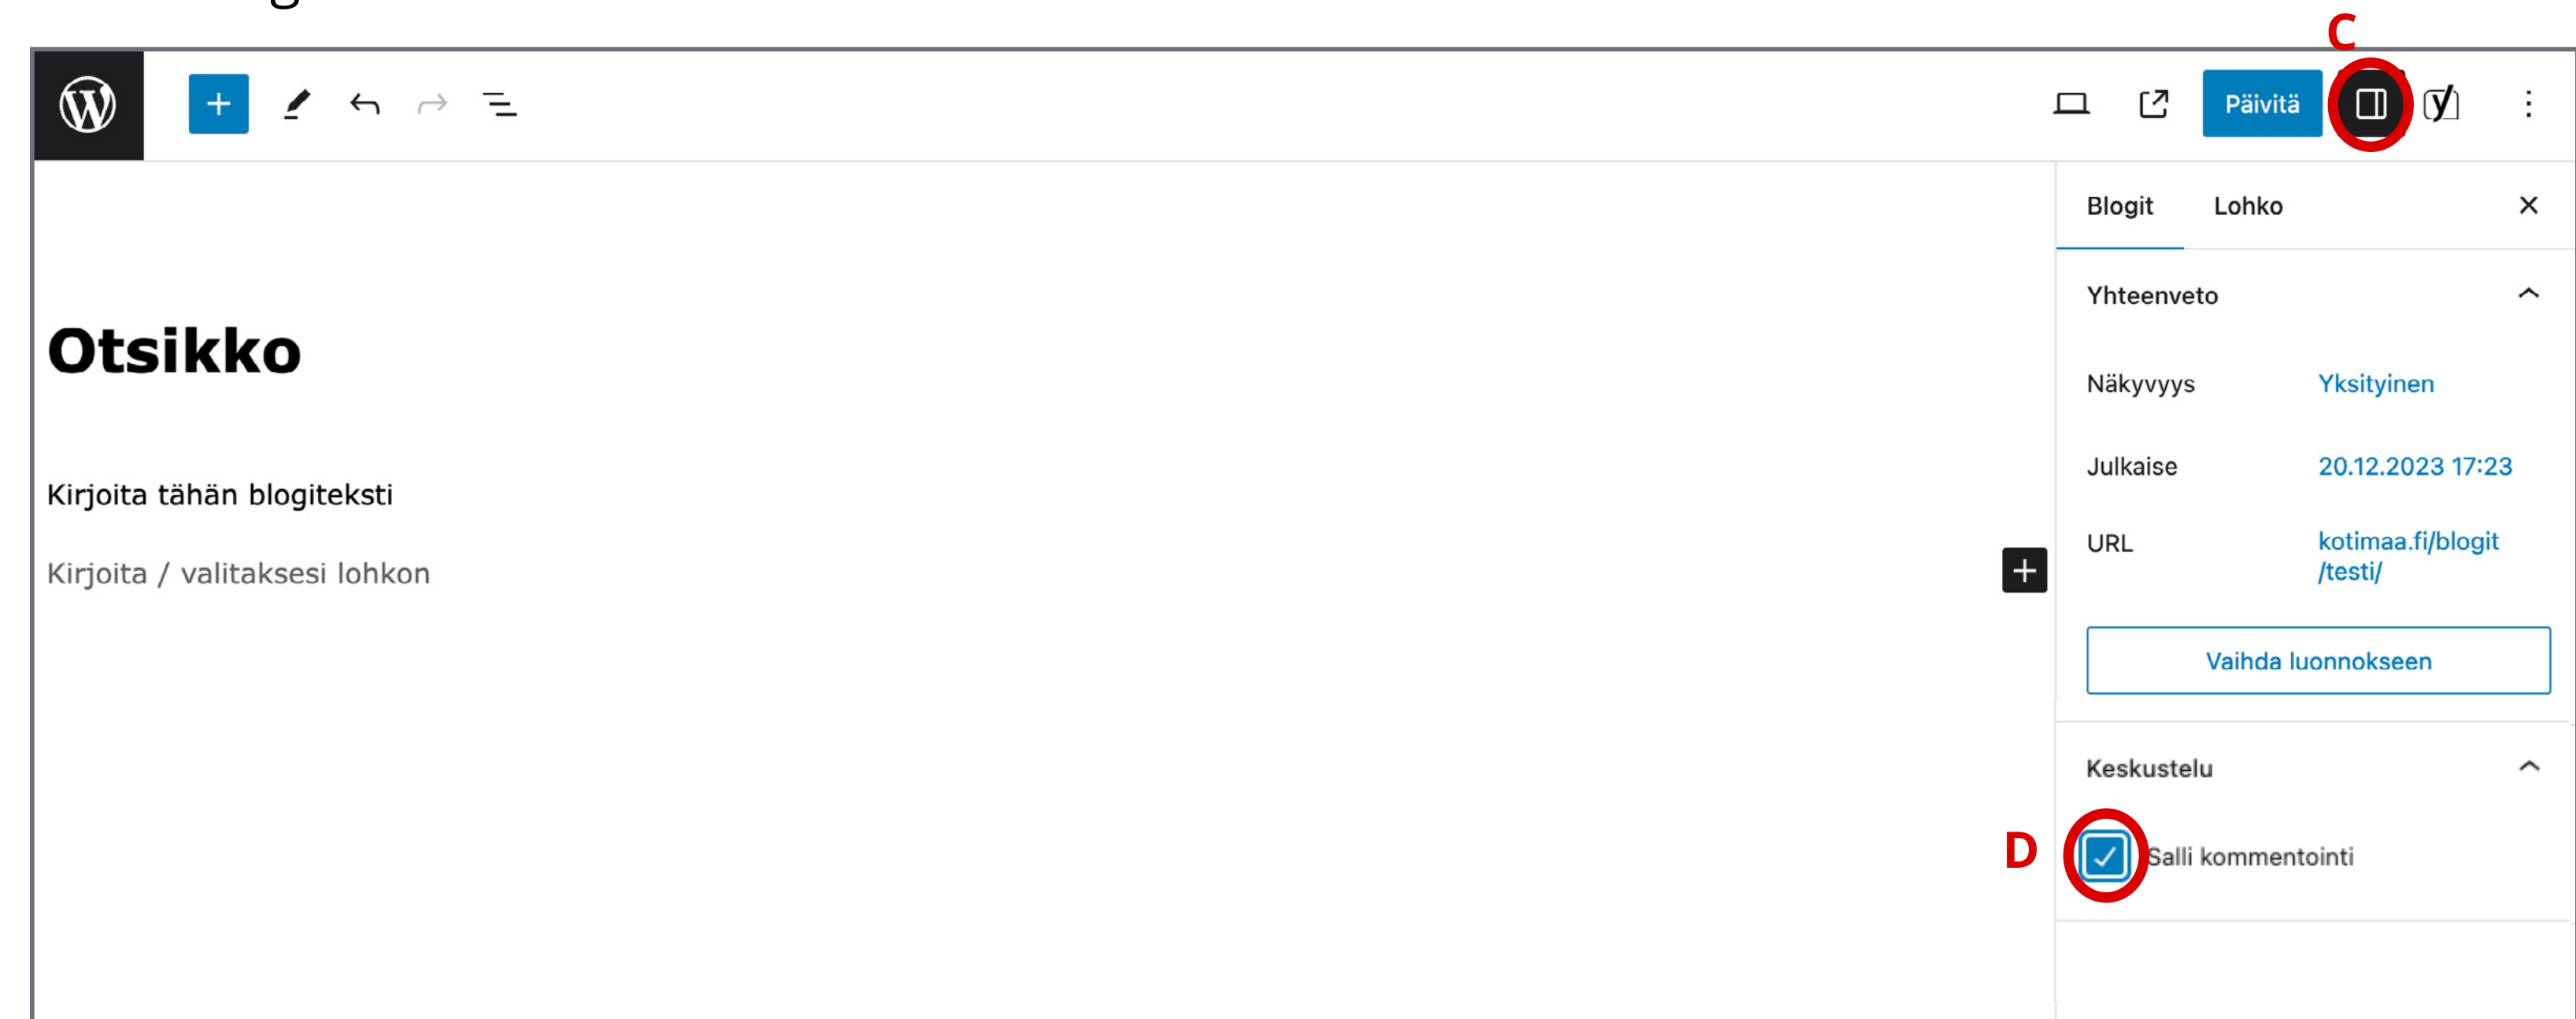 C
Päivitä
Blogit Lohko
Yhteenveto
Otsikko
Näkyvyys Yksityinen
Julkaise 20.12.2023 17:23
Kirjoita tähän blogiteksti
URL kotimaa.fi/blogit
/testi/
Kirjoita / valitaksesi lohkon
Vaihda luonnokseen
Keskustelu
D
Salli kommentointi